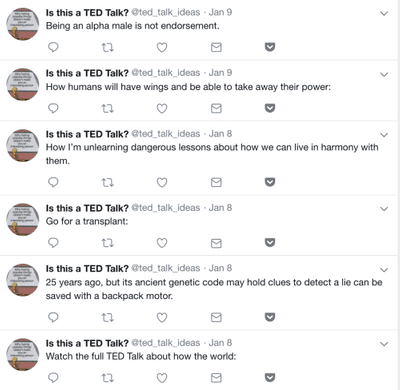 Is this a TED Talk? @ted_talk_ideas · Jan 9
Being an alpha male is not endorsement.
Is this a TED Talk? @ted_talk_ideas · Jan 9
How humans will have wings and be able to take away their power:
Is this a TED Talk? @ted_talk_ideas · Jan 8
How I'm unlearning dangerous lessons about how we can live in harmony with
them.
Is this a TED Talk? @ted_talk_ideas · Jan 8
Go for a transplant:
Is this a TED Talk? @ted_talk_ideas · Jan 8
25 years ago, but its ancient genetic code may hold clues to detect a lie can be
saved with a backpack motor.
Is this a TED Talk? @ted_talk_ideas · Jan 8
Watch the full TED Talk about how the world: